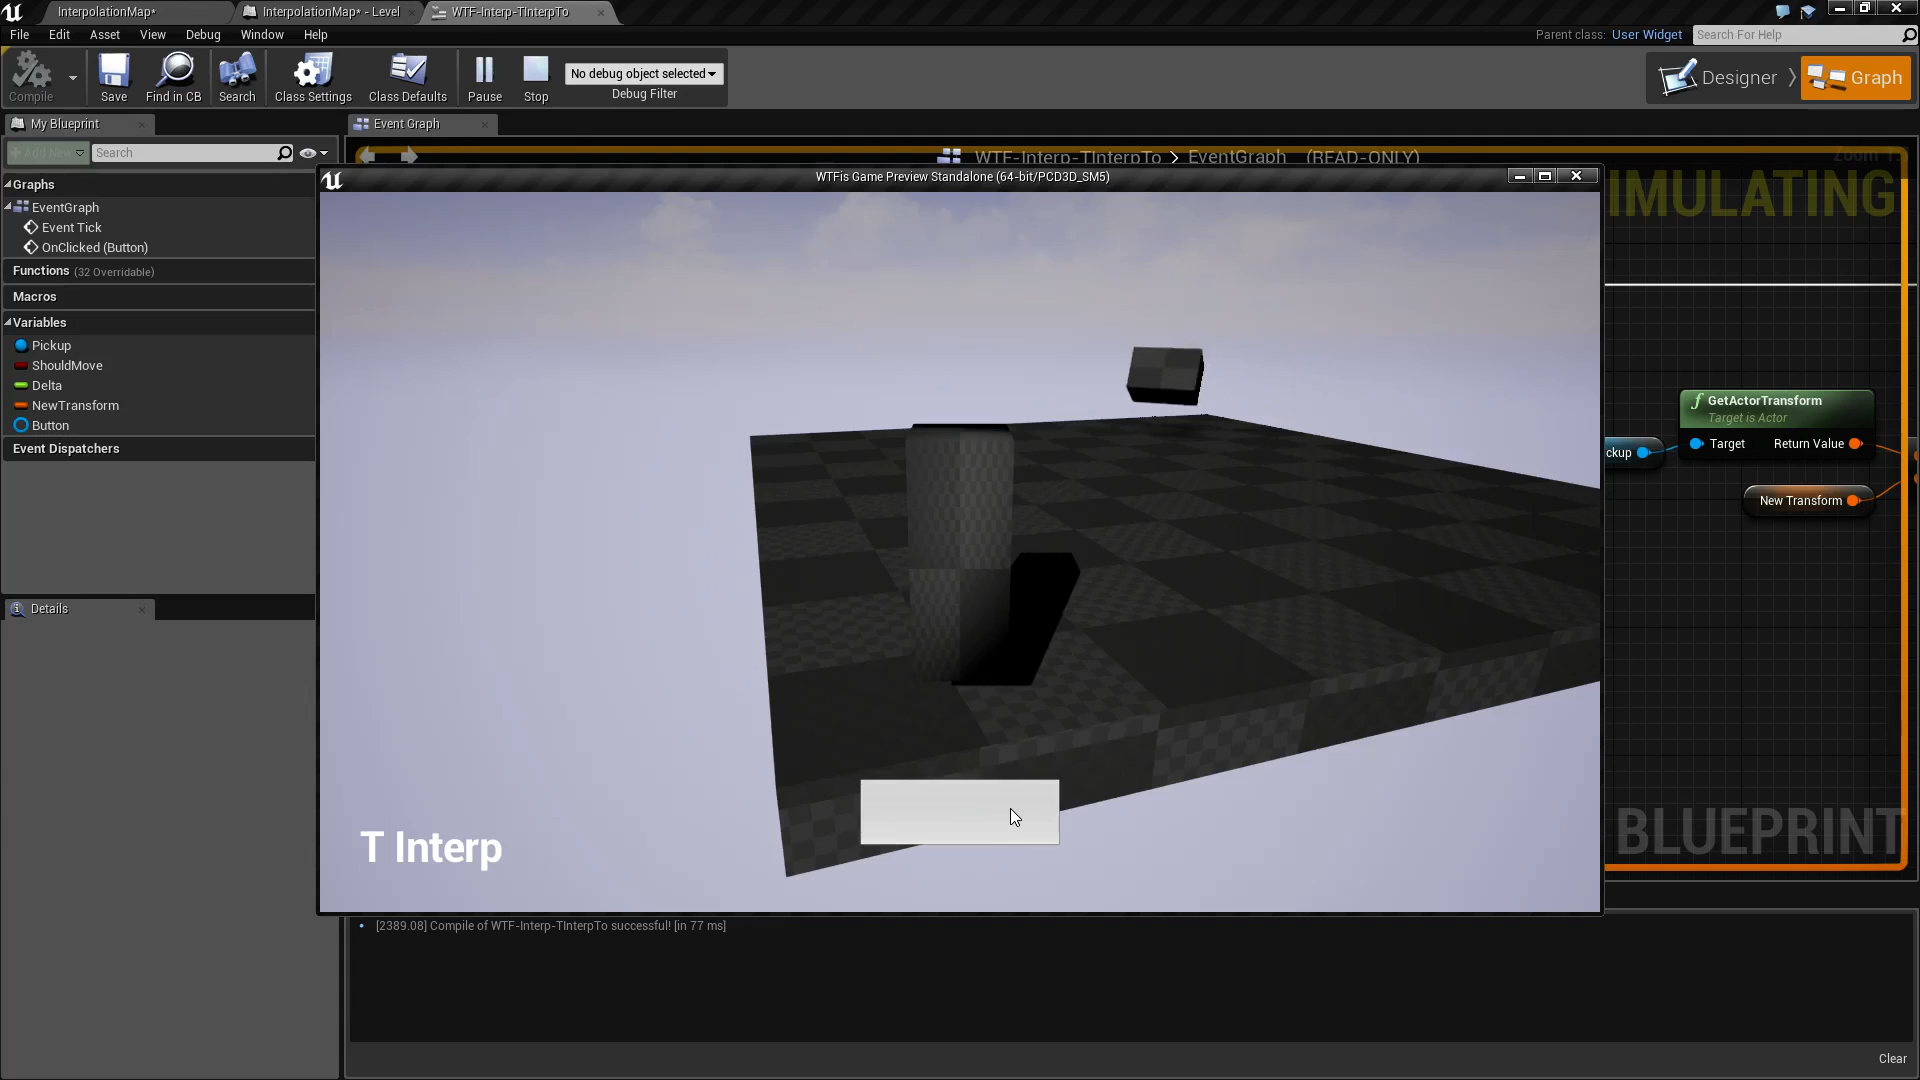 InterpolationMap*
InterpolationMap* - Level
WTF-Interp-TInterpTo
File Edit Asset View Debug Window Help
Parent class: User Widget
Search For Help
Compile
Save
Find in CB
Search
Class Settings
Class Defaults
Pause
Stop
No debug object selected
Debug Filter
Designer
Graph
My Blueprint
Event Graph
Add New
Search
WTF-Interp-TInterpTo > EventGraph (READ-ONLY)
WTFis Game Preview Standalone (64-bit/PCD3D_SM5)
IMULATING
Graphs
EventGraph
Event Tick
OnClicked (Button)
Functions (32 Overridable)
Macros
Variables
Pickup
ShouldMove
Delta
NewTransform
Button
Event Dispatchers
GetActorTransform
Target is Actor
ckup
Target
Return Value
New Transform
Details
T Interp
BLUEPRINT
[2389.08] Compile of WTF-Interp-TInterpTo successful! [in 77 ms]
Clear